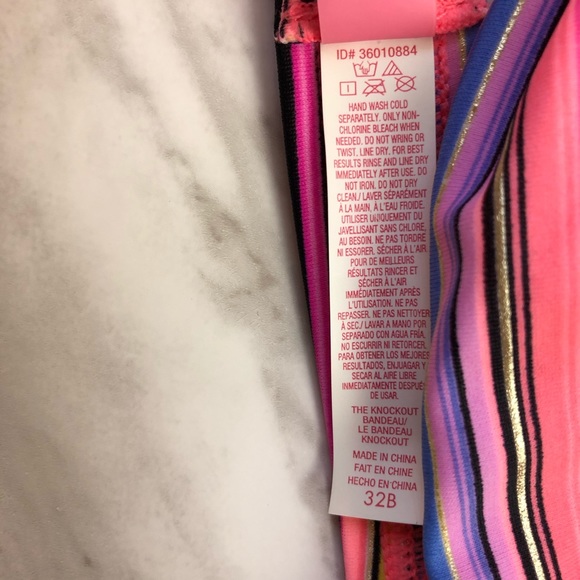 ID# 36010884
HAND WASH COLD
SEPARATELY. ONLY NON-
CHLORINE BLEACH WHEN
NEEDED. DO NOT WRING OR
TWIST. LINE DRY. FOR BEST
RESULTS RINSE AND LINE DRY
IMMEDIATELY AFTER USE. DO
NOT IRON. DO NOT DRY
CLEAN./ LAVER SÉPARÉMENT
À LA MAIN, À L'EAU FROIDE.
UTILISER UNIQUEMENT DU
JAVELLISANT SANS CHLORE,
AU BESOIN. NE PAS TORDRE
NI ESSORER. SÉCHER À L'AIR
POUR DE MEILLEURS
RÉSULTATS RINCER ET
SÉCHER À L'AIR
IMMÉDIATEMENT APRÈS
L'UTILISATION. NE PAS
REPASSER. NE PAS NETTOYER
À SEC./ LAVAR A MANO POR
SEPARADO CON AGUA FRÍA.
NO ESCURRIR NI RETORCER.
PARA OBTENER LOS MEJORES
RESULTADOS, ENJUAGAR Y
SECAR AL AIRE LIBRE
INMEDIATAMENTE DESPUÉS
DE USAR.
THE KNOCKOUT
BANDEAU/
LE BANDEAU
KNOCKOUT
MADE IN CHINA
FAIT EN CHINE
HECHO EN CHINA
32B